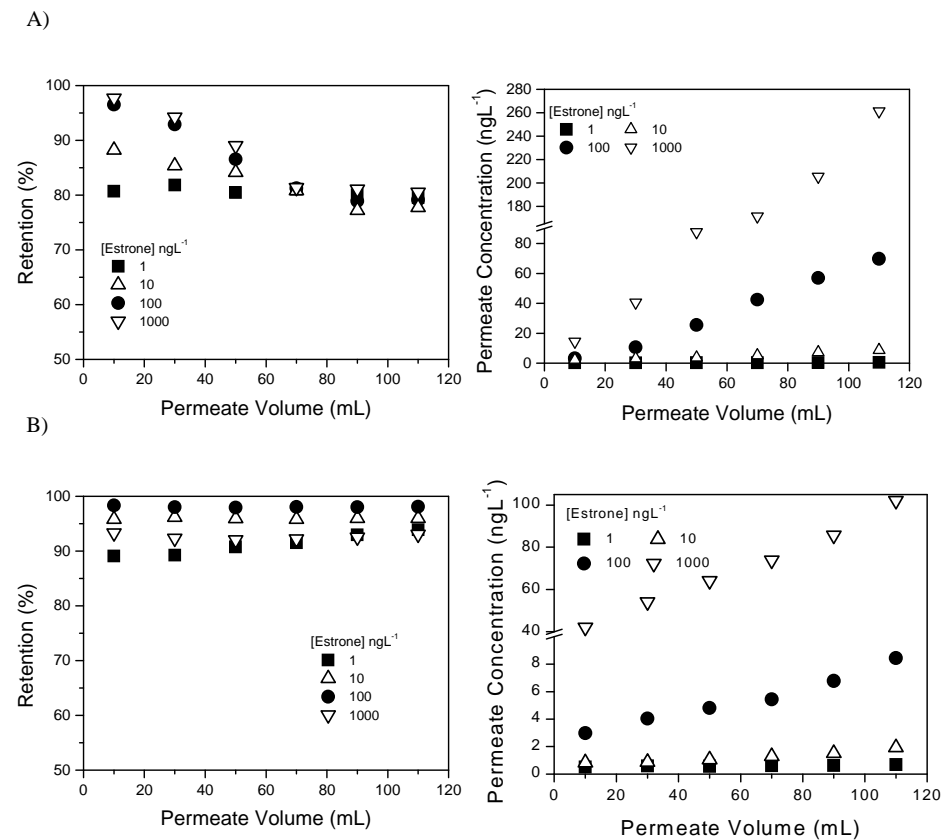 A)
100
90
80
70
60
50
Retention (%)
[Estrone] ngL⁻¹
1
10
100
1000
0 20 40 60 80 100 120
Permeate Volume (mL)
280
260
240
220
200
180
160
80
60
40
20
0
Permeate Concentration (ngL⁻¹)
[Estrone] ngL⁻¹
1 10
100 1000
0 20 40 60 80 100 120
Permeate Volume (mL)
B)
100
90
80
70
60
50
Retention (%)
[Estrone] ngL⁻¹
1
10
100
1000
0 20 40 60 80 100 120
Permeate Volume (mL)
100
80
60
40
8
6
4
2
0
Permeate Concentration (ngL⁻¹)
[Estrone] ngL⁻¹
1 10
100 1000
0 20 40 60 80 100 120
Permeate Volume (mL)